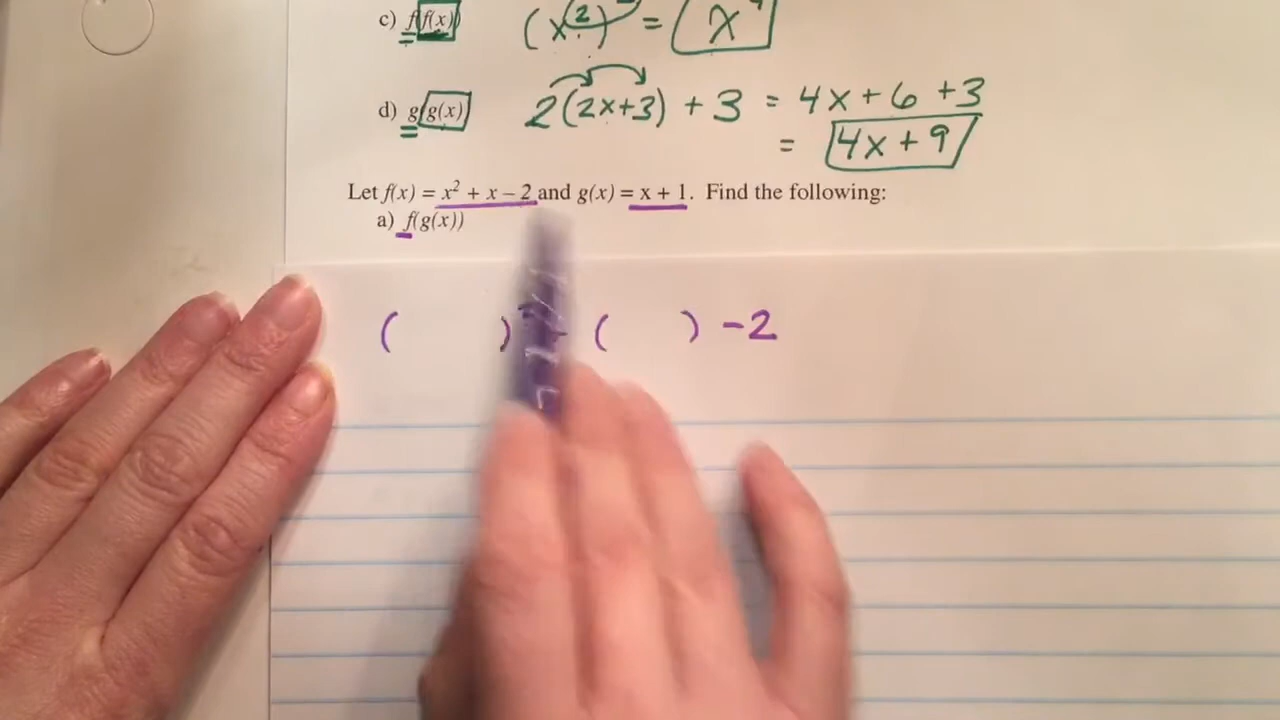 c) f(f(x)) (x²)² = x⁴
d) g(g(x)) 2(2x+3) + 3 = 4x + 6 + 3
= 4x + 9
Let f(x) = x² + x – 2 and g(x) = x + 1. Find the following:
a) f(g(x))
( ) ( ) -2